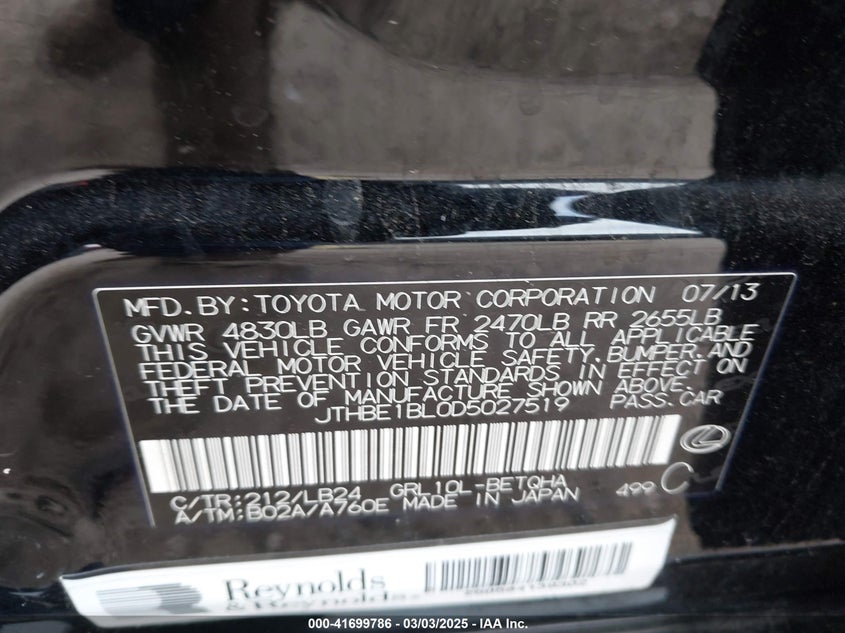 MFD.BY:TOYOTA MOTOR CORPORATION 07/13
GVWR 4830LB GAWR FR 2470LB RR 2655LB
THIS VEHICLE CONFORMS TO ALL APPLICABLE
FEDERAL MOTOR VEHICLE SAFETY,BUMPER,AND
THEFT PREVENTION STANDARDS IN EFFECT ON
THE DATE OF MANUFACTURE SHOWN ABOVE.
JTHBE1BL0D5027519 PASS.CAR
C/TR:212/LB24 GRL10L-BETQHA 499
A/TM:B02A/A760E MADE IN JAPAN
Reynolds
& Reynolds
000-41699786 - 03/03/2025 - IAA Inc.